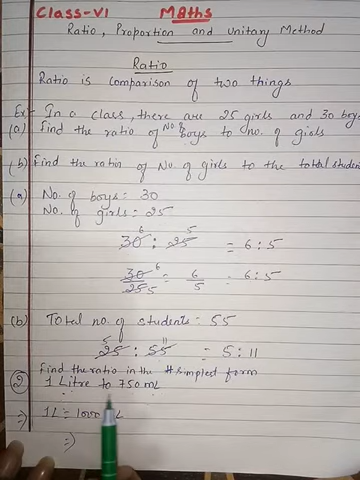 Class-VI Maths
Ratio, Proportion and Unitary Method
Ratio
Ratio is comparison of two things
Ex:- In a class, there are 25 girls and 30 boys
(a) Find the ratio of No. of boys to no. of girls
(b) Find the ratio of No. of girls to the total studen
(a) No. of boys = 30
No. of girls = 25
30 6 : 25 5 = 6 : 5
30 6 / 25 5 = 6/5 = 6 : 5
(b) Total no. of students = 55
25 5 : 55 11 = 5 : 11
Find the ratio in the simplest form
② 1 Litre to 750 mL
⇒ 1L = L
⇒